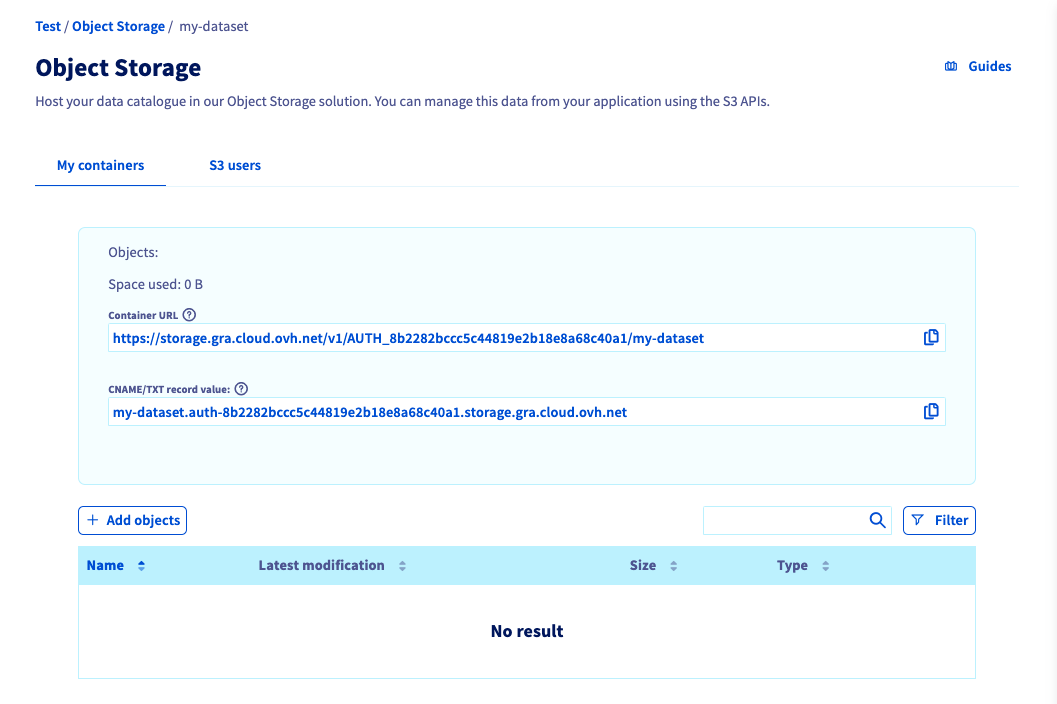 Test / Object Storage / my-dataset
Object Storage
Guides
Host your data catalogue in our Object Storage solution. You can manage this data from your application using the S3 APIs.
My containers
S3 users
Objects:
Space used: 0 B
Container URL ?
https://storage.gra.cloud.ovh.net/v1/AUTH_8b2282bccc5c44819e2b18e8a68c40a1/my-dataset
CNAME/TXT record value: ?
my-dataset.auth-8b2282bccc5c44819e2b18e8a68c40a1.storage.gra.cloud.ovh.net
+ Add objects
Filter
Name Latest modification Size Type
No result